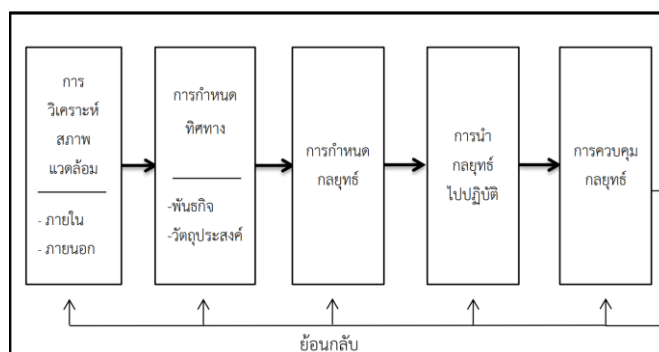 การ
วิเคราะห์
สภาพ
แวดล้อม
- ภายใน
- ภายนอก
การกำหนด
ทิศทาง
-พันธกิจ
-วัตถุประสงค์
การกำหนด
กลยุทธ์
การนำ
กลยุทธ์
ไปปฏิบัติ
การควบคุม
กลยุทธ์
ย้อนกลับ